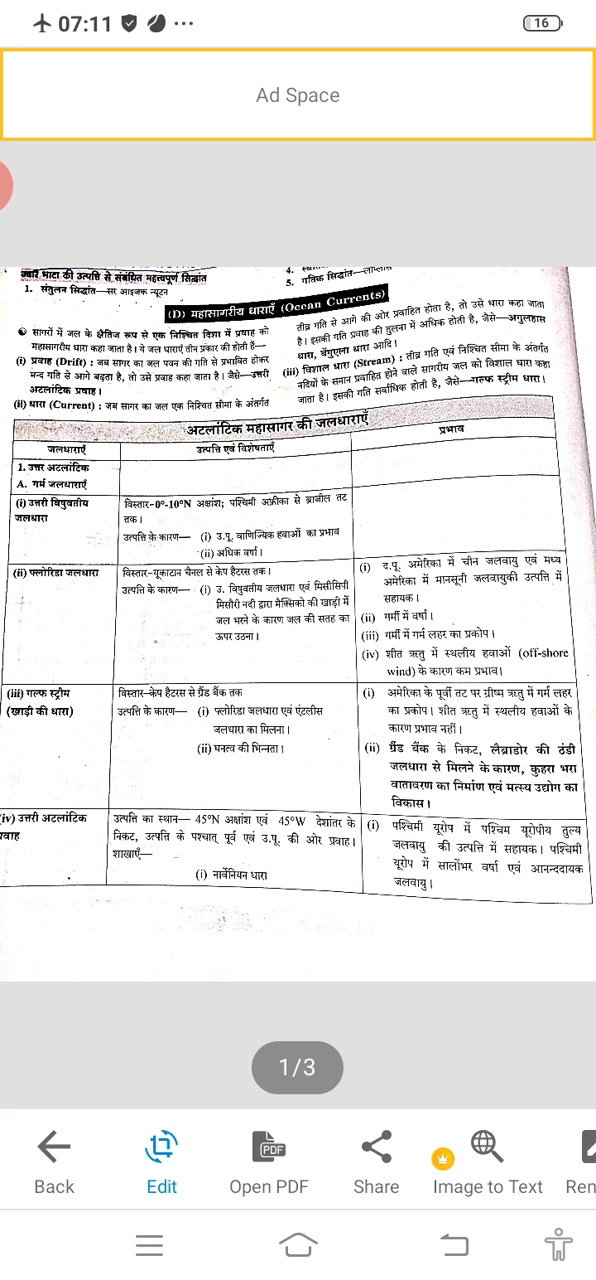 07:11
16
Ad Space
ज्वार भाटा की उत्पत्ति से संबंधित महत्त्वपूर्ण सिद्धांत
1. संतुलन सिद्धांत—सर आइजक न्यूटन
4.
5. गतिक सिद्धांत—लाप्लास
(D) महासागरीय धाराएँ (Ocean Currents)
सागरों में जल के क्षैतिज रूप से एक निश्चित दिशा में प्रवाह को
महासागरीय धारा कहा जाता है। ये जल धाराएँ तीन प्रकार की होती हैं—
(i) प्रवाह (Drift) : जब सागर का जल पवन की गति से प्रभावित होकर
मन्द गति से आगे बढ़ता है, तो उसे प्रवाह कहा जाता है। जैसे—उत्तरी
अटलांटिक प्रवाह।
(ii) धारा (Current) : जब सागर का जल एक निश्चित सीमा के अंतर्गत
तीव्र गति से आगे की ओर प्रवाहित होता है, तो उसे धारा कहा जाता
है। इसकी गति प्रवाह की तुलना में अधिक होती है, जैसे—अगुलहास
धारा, बेंगुएला धारा आदि।
(iii) विशाल धारा (Stream) : तीव्र गति एवं निश्चित सीमा के अंतर्गत
नदियों के समान प्रवाहित होने वाले सागरीय जल को विशाल धारा कहा
जाता है। इसकी गति सर्वाधिक होती है, जैसे—गल्फ स्ट्रीम धारा।
अटलांटिक महासागर की जलधाराएँ
जलधाराएँ
उत्पत्ति एवं विशेषताएँ
प्रभाव
1. उत्तर अटलांटिक
A. गर्म जलधाराएँ
(i) उत्तरी विषुवतीय
जलधारा
विस्तार-0°-10°N अक्षांश; पश्चिमी अफ्रीका से ब्राजील तट
तक।
उत्पत्ति के कारण— (i) उ.पू. वाणिज्यिक हवाओं का प्रभाव
(ii) अधिक वर्षा।
(ii) फ्लोरिडा जलधारा
विस्तार-यूकाटान चैनल से केप हैटरस तक।
उत्पत्ति के कारण— (i) उ. विषुवतीय जलधारा एवं मिसीसिपी
मिसौरी नदी द्वारा मैक्सिको की खाड़ी में
जल भरने के कारण जल की सतह का
ऊपर उठना।
(i) द.पू. अमेरिका में चीन जलवायु एवं मध्य
अमेरिका में मानसूनी जलवायुकी उत्पत्ति में
सहायक।
(ii) गर्मी में वर्षा।
(iii) गर्मी में गर्म लहर का प्रकोप।
(iv) शीत ऋतु में स्थलीय हवाओं (off-shore
wind) के कारण कम प्रभाव।
(iii) गल्फ स्ट्रीम
(खाड़ी की धारा)
विस्तार—केप हैटरस से ग्रैंड बैंक तक
उत्पत्ति के कारण— (i) फ्लोरिडा जलधारा एवं एंटलीस
जलधारा का मिलना।
(ii) घनत्व की भिन्नता।
(i) अमेरिका के पूर्वी तट पर ग्रीष्म ऋतु में गर्म लहर
का प्रकोप। शीत ऋतु में स्थलीय हवाओं के
कारण प्रभाव नहीं।
(ii) ग्रैंड बैंक के निकट, लैब्राडोर की ठंडी
जलधारा से मिलने के कारण, कुहरा भरा
वातावरण का निर्माण एवं मत्स्य उद्योग का
विकास।
iv) उत्तरी अटलांटिक
वाह
उत्पत्ति का स्थान— 45°N अक्षांश एवं 45°W देशांतर के
निकट, उत्पत्ति के पश्चात् पूर्व एवं उ.पू. की ओर प्रवाह।
शाखाएँ—
(i) नार्वेनियन धारा
(i) पश्चिमी यूरोप में पश्चिम यूरोपीय तुल्य
जलवायु की उत्पत्ति में सहायक। पश्चिमी
यूरोप में सालोंभर वर्षा एवं आनन्ददायक
जलवायु।
1/3
PDF
Back
Edit
Open PDF
Share
Image to Text
Ren